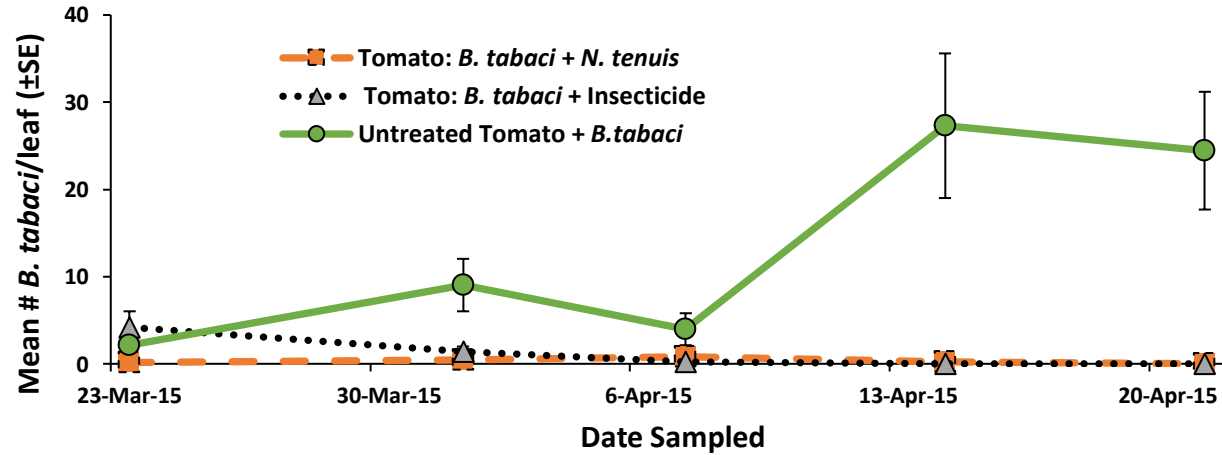 Mean # B. tabaci/leaf (±SE)
40
30
20
10
0
Tomato: B. tabaci + N. tenuis
Tomato: B. tabaci + Insecticide
Untreated Tomato + B.tabaci
23-Mar-15 30-Mar-15 6-Apr-15 13-Apr-15 20-Apr-15
Date Sampled